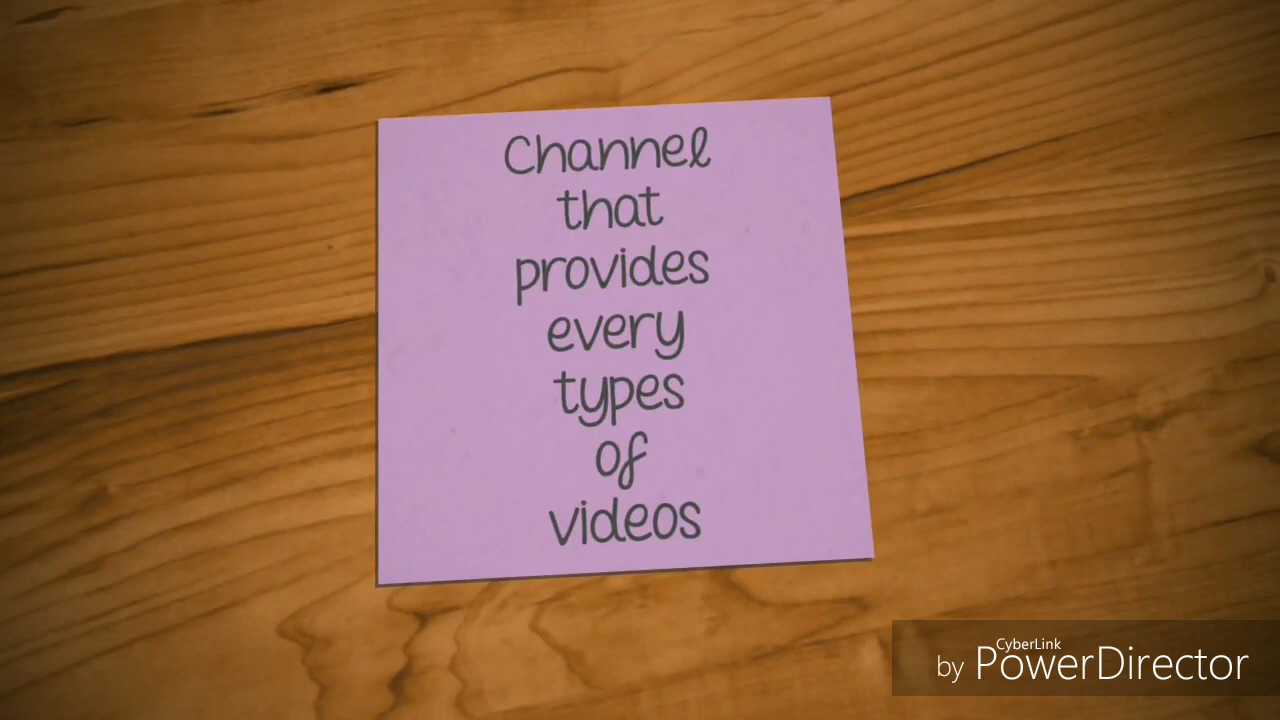 Channel
that
provides
every
types
of
videos
CyberLink
by PowerDirector